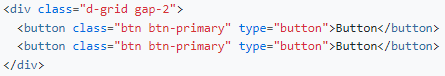 <div class="d-grid gap-2">
  <button class="btn btn-primary" type="button">Button</button>
  <button class="btn btn-primary" type="button">Button</button>
</div>